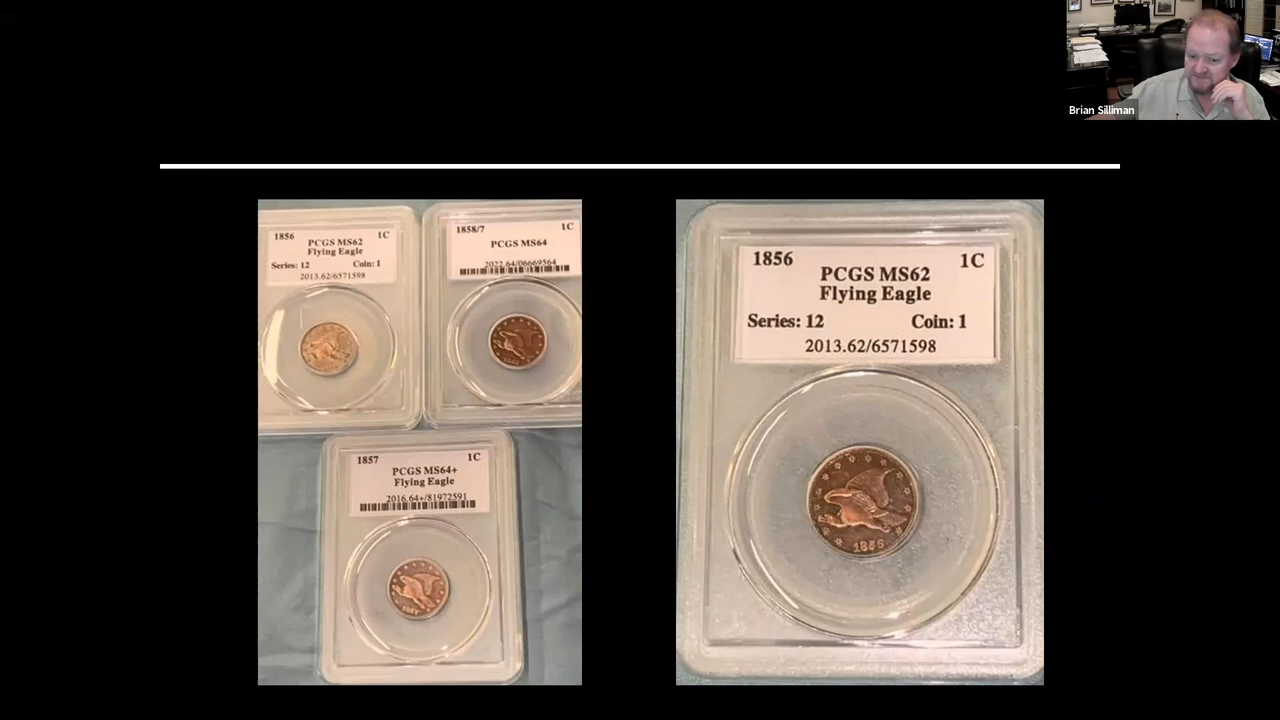 Brian Silliman
1856 1C
PCGS MS62
Flying Eagle
Series: 12 Coin: 1
2013.62/6571598
1858/7 1C
PCGS MS64
2022.64/06669564
1857 1C
PCGS MS64+
Flying Eagle
2016.64+/81972591
1856 1C
PCGS MS62
Flying Eagle
Series: 12 Coin: 1
2013.62/6571598
1856